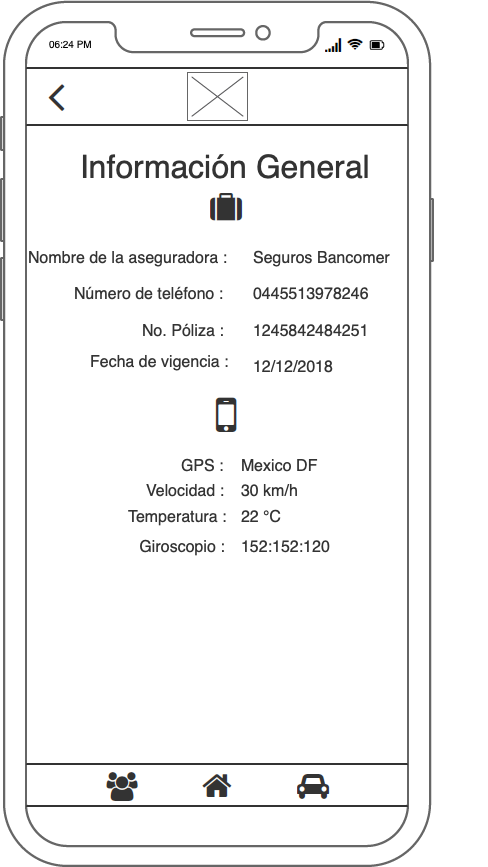 06:24 PM
Información General
Nombre de la aseguradora : Seguros Bancomer
Número de teléfono : 0445513978246
No. Póliza : 1245842484251
Fecha de vigencia : 12/12/2018
GPS : Mexico DF
Velocidad : 30 km/h
Temperatura : 22 °C
Giroscopio : 152:152:120